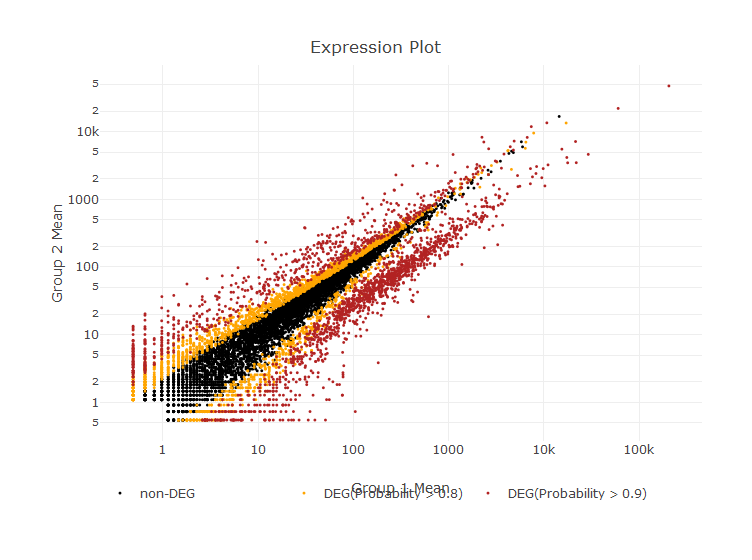 Expression Plot
5
2
10k
5
2
1000
5
2
100
5
2
10
5
2
1
5
Group 2 Mean
1 10 100 1000 10k 100k
Group 1 Mean
non-DEG DEG(Probability > 0.8) DEG(Probability > 0.9)